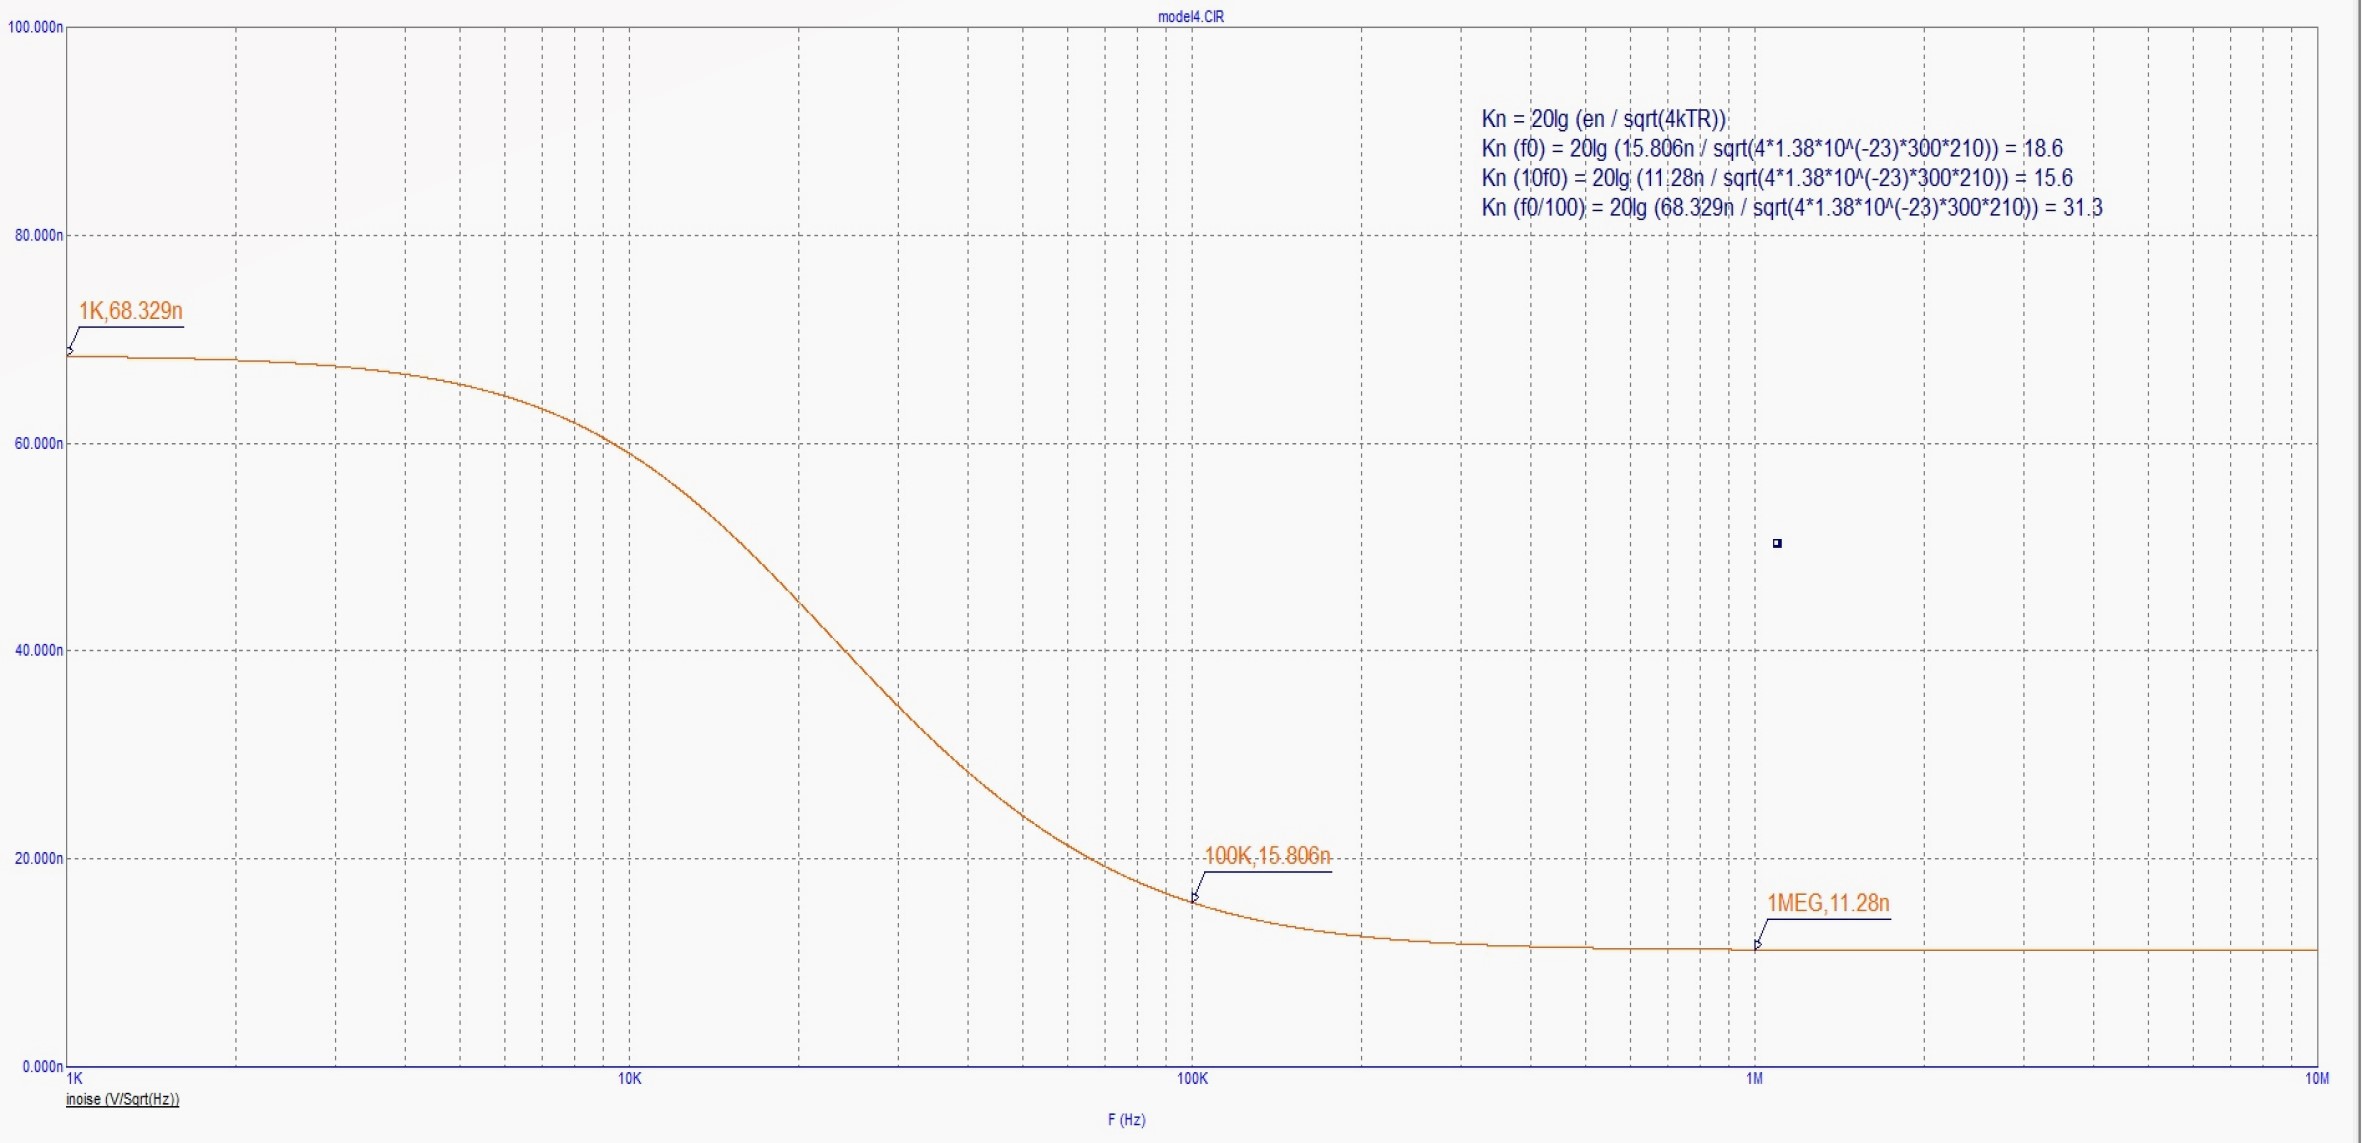 model4.CIR
100.000n
Kn = 20lg (en / sqrt(4kTR))
Kn (f0) = 20lg (15.806n / sqrt(4*1.38*10^(-23)*300*210)) = 18.6
Kn (10f0) = 20lg (11.28n / sqrt(4*1.38*10^(-23)*300*210)) = 15.6
Kn (f0/100) = 20lg (68.329n / sqrt(4*1.38*10^(-23)*300*210)) = 31.3
80.000n
1K,68.329n
60.000n
40.000n
20.000n
100K,15.806n
1MEG,11.28n
0.000n
1K 10K 100K 1M 10M
inoise (V/Sqrt(Hz))
F (Hz)